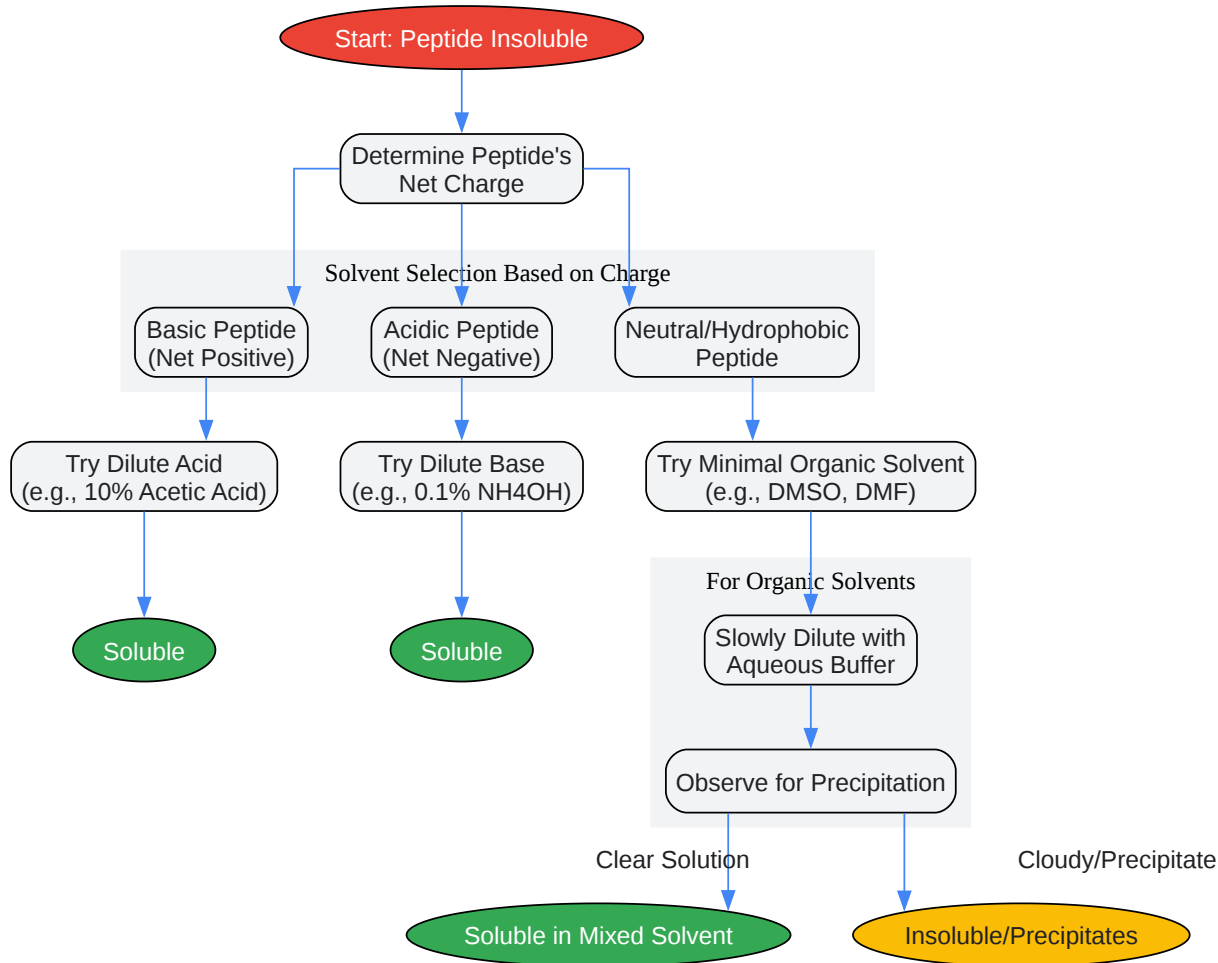 Start: Peptide Insoluble
Determine Peptide's
Net Charge
Solvent Selection Based on Charge
Basic Peptide
(Net Positive)
Acidic Peptide
(Net Negative)
Neutral/Hydrophobic
Peptide
Try Dilute Acid
(e.g., 10% Acetic Acid)
Try Dilute Base
(e.g., 0.1% NH4OH)
Try Minimal Organic Solvent
(e.g., DMSO, DMF)
For Organic Solvents
Soluble
Soluble
Slowly Dilute with
Aqueous Buffer
Observe for Precipitation
Clear Solution
Cloudy/Precipitate
Soluble in Mixed Solvent
Insoluble/Precipitates